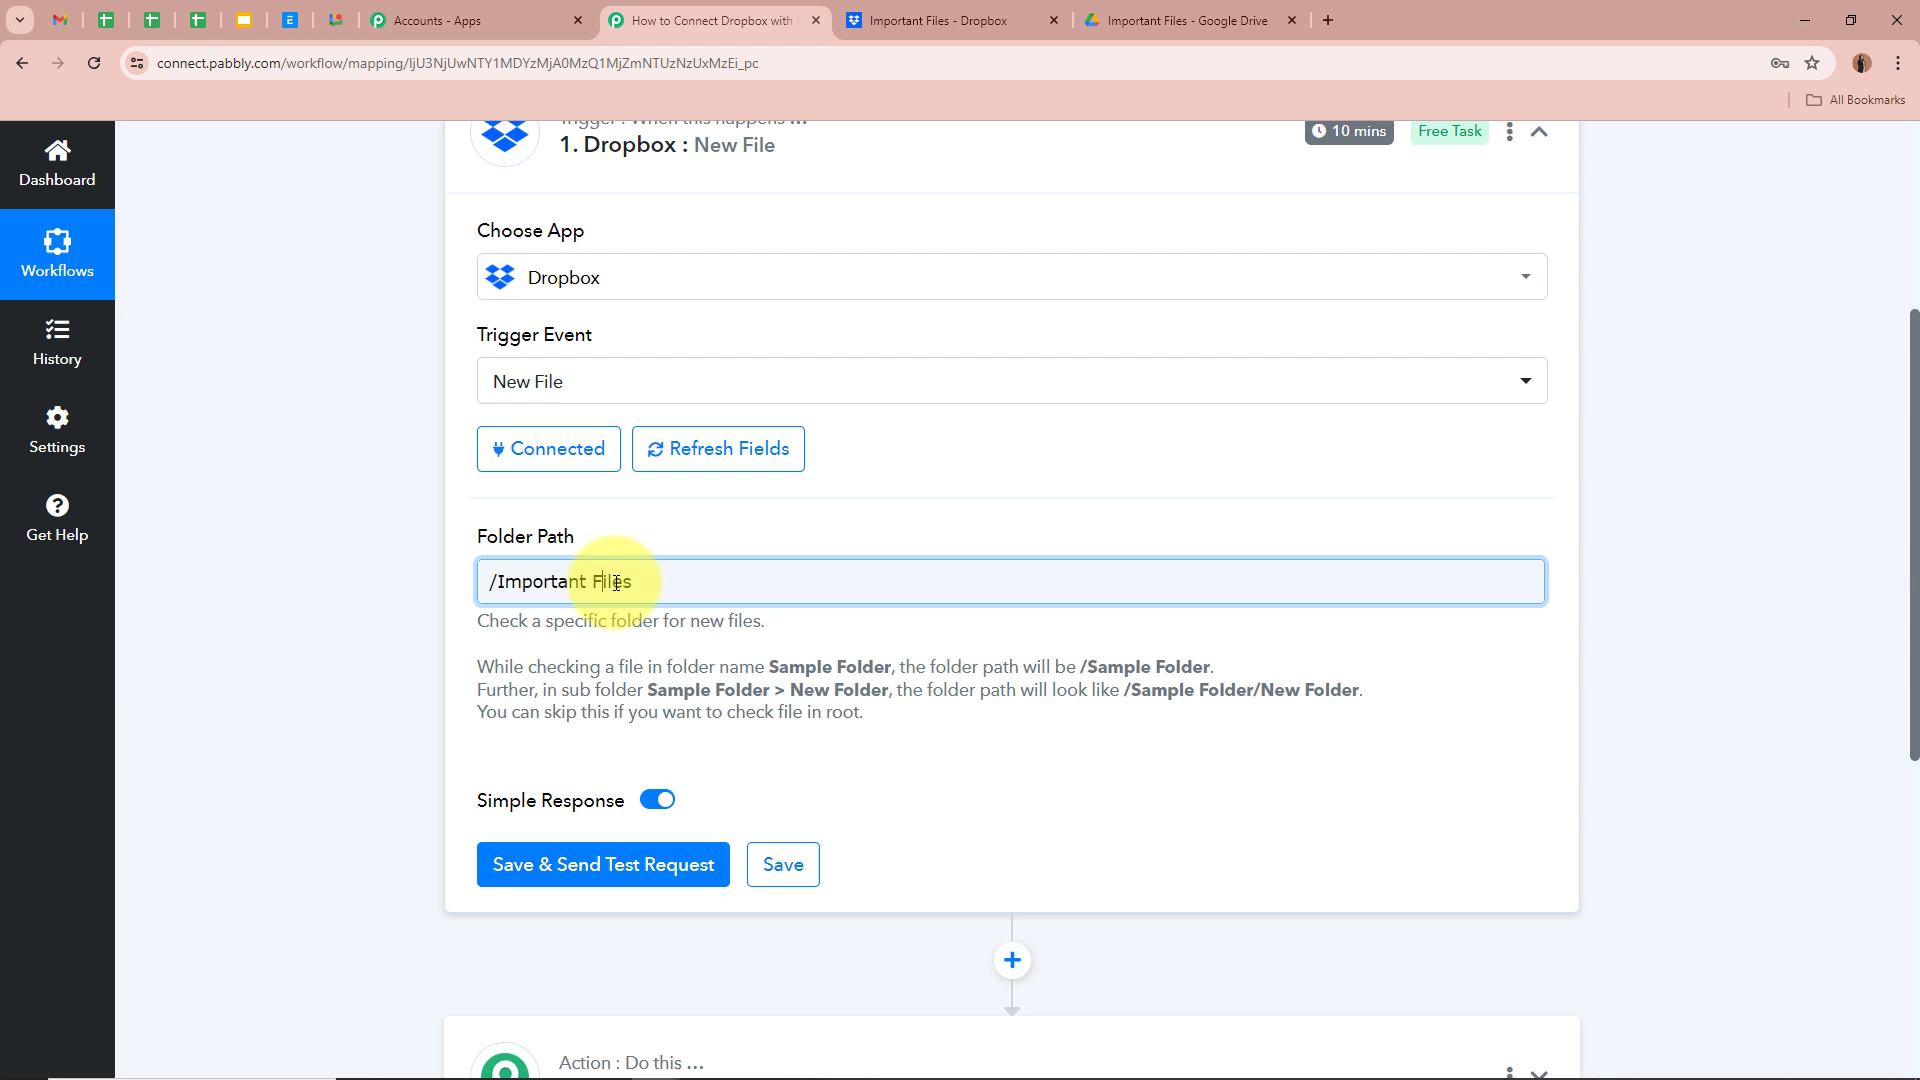 Accounts - Apps
How to Connect Dropbox with
Important Files - Dropbox
Important Files - Google Drive
connect.pabbly.com/workflow/mapping/IjU3NjUwNTY1MDYzMjA0MzQ1MjZmNTUzNzUxMzEi_pc
All Bookmarks
Dashboard
Workflows
History
Settings
Get Help
Trigger : When this happens ...
1. Dropbox : New File
10 mins
Free Task
Choose App
Dropbox
Trigger Event
New File
Connected
Refresh Fields
Folder Path
/Important Files
Check a specific folder for new files.
While checking a file in folder name Sample Folder, the folder path will be /Sample Folder.
Further, in sub folder Sample Folder > New Folder, the folder path will look like /Sample Folder/New Folder.
You can skip this if you want to check file in root.
Simple Response
Save & Send Test Request
Save
Action : Do this ...